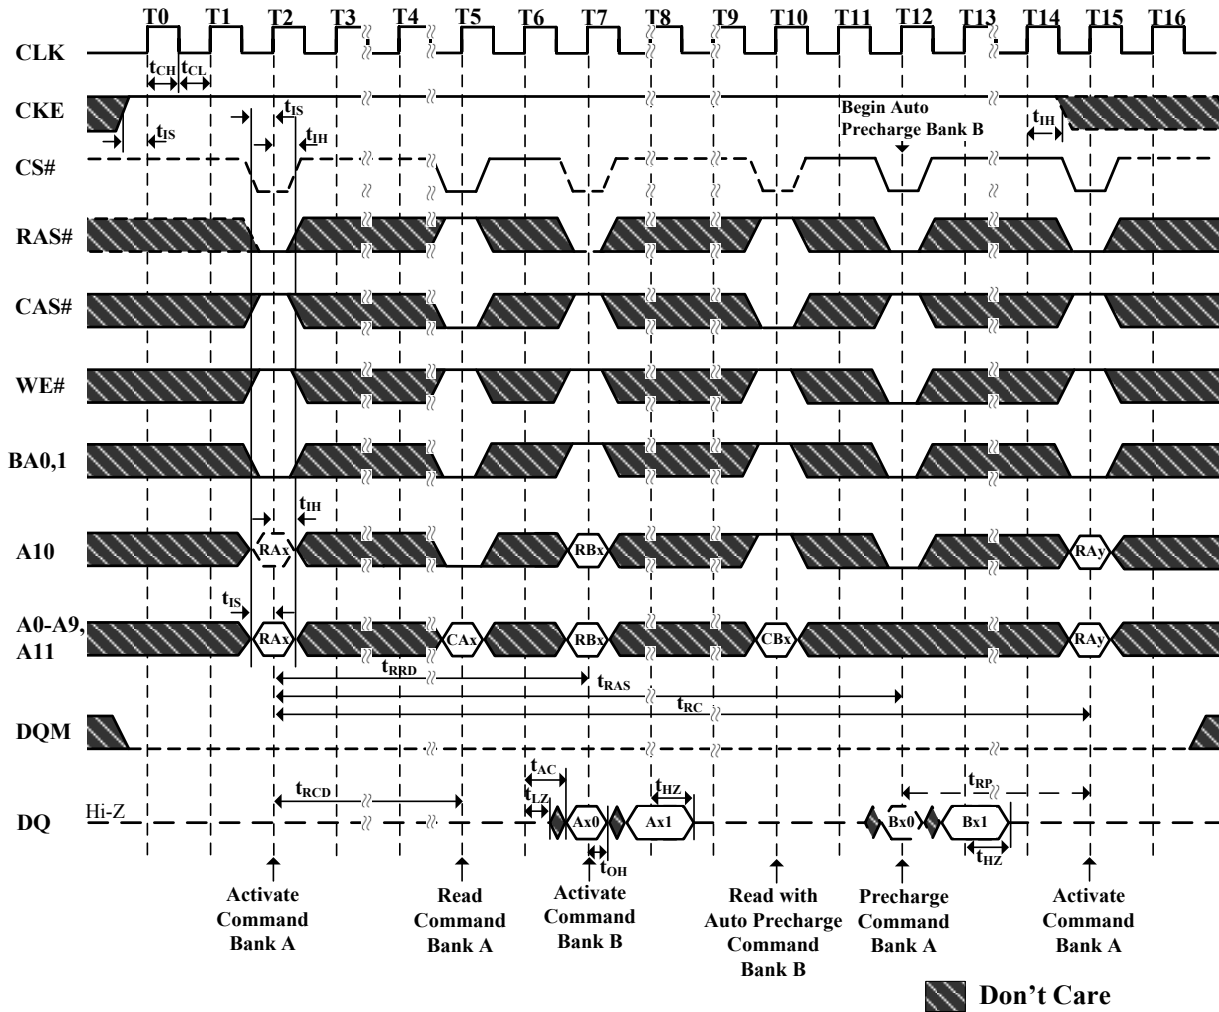 T0 T1 T2 T3 T4 T5 T6 T7 T8 T9 T10 T11 T12 T13 T14 T15 T16
CLK
tCH tCL
CKE
tIS
tIS
tIH
Begin Auto
Precharge Bank B
tIH
CS#
RAS#
CAS#
WE#
BA0,1
tIH
A10
RAx RBx RAy
tIS
A0-A9,
A11
RAx CAx RBx CBx RAy
tRRD
tRAS
tRC
DQM
tAC
tRCD
tLZ
tHZ
tRP
Hi-Z
DQ
Ax0 Ax1 Bx0 Bx1
tOH
tHZ
Activate
Command
Bank A
Read
Command
Bank A
Activate
Command
Bank B
Read with
Auto Precharge
Command
Bank B
Precharge
Command
Bank A
Activate
Command
Bank A
Don't Care